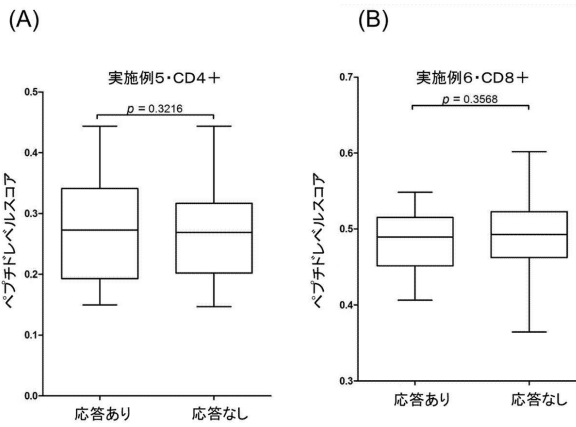 (A)
実施例5・CD4+
p = 0.3216
ペプチドレベルスコア
0.5
0.4
0.3
0.2
0.1
0.0
応答あり
応答なし
(B)
実施例6・CD8+
p = 0.3568
ペプチドレベルスコア
0.7
0.6
0.5
0.4
0.3
応答あり
応答なし